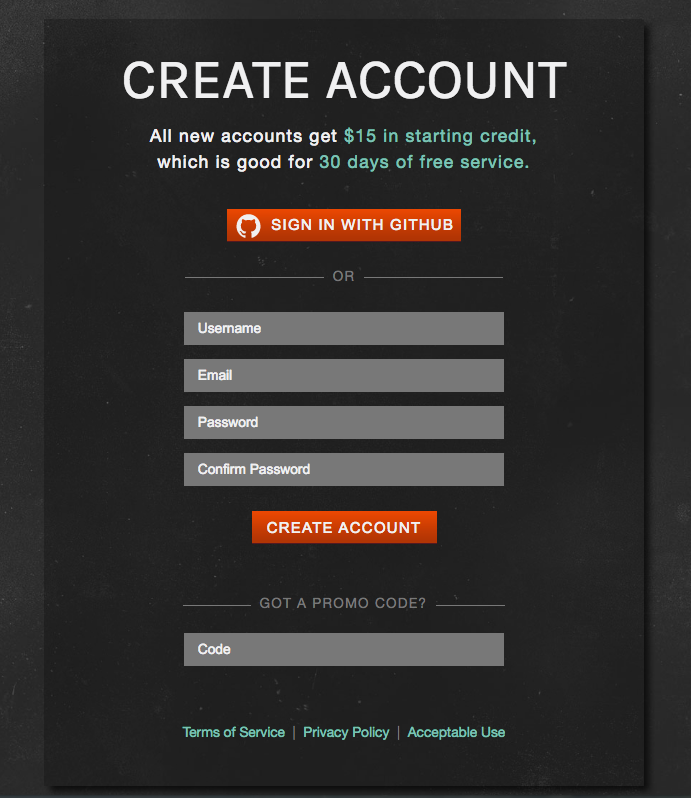 CREATE ACCOUNT
All new accounts get $15 in starting credit,
which is good for 30 days of free service.
SIGN IN WITH GITHUB
OR
Username
Email
Password
Confirm Password
CREATE ACCOUNT
GOT A PROMO CODE?
Code
Terms of Service | Privacy Policy | Acceptable Use